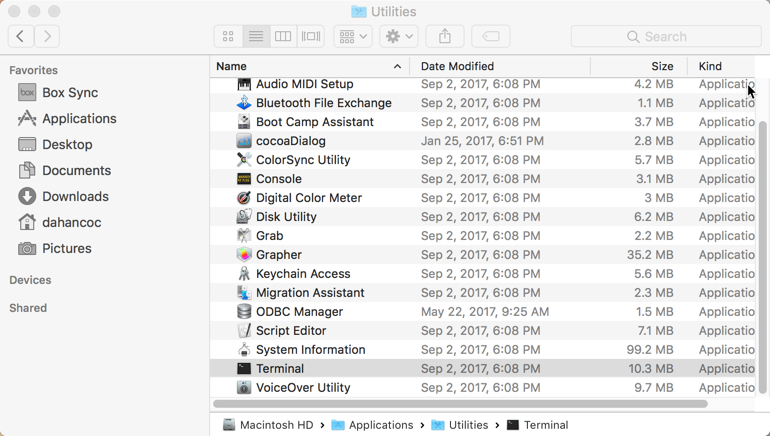 Utilities
Search
Favorites
box Box Sync
Applications
Desktop
Documents
Downloads
dahancoc
Pictures
Devices
Shared
Name Date Modified Size Kind
Audio MIDI Setup Sep 2, 2017, 6:08 PM 4.2 MB Applicatio
Bluetooth File Exchange Sep 2, 2017, 6:08 PM 1.1 MB Applicatio
Boot Camp Assistant Sep 2, 2017, 6:08 PM 3.7 MB Applicatio
cocoaDialog Jan 25, 2017, 6:51 PM 2.8 MB Applicatio
ColorSync Utility Sep 2, 2017, 6:08 PM 5.7 MB Applicatio
Console Sep 2, 2017, 6:08 PM 3.1 MB Applicatio
Digital Color Meter Sep 2, 2017, 6:08 PM 3 MB Applicatio
Disk Utility Sep 2, 2017, 6:08 PM 6.2 MB Applicatio
Grab Sep 2, 2017, 6:08 PM 2.2 MB Applicatio
Grapher Sep 2, 2017, 6:08 PM 35.2 MB Applicatio
Keychain Access Sep 2, 2017, 6:08 PM 5.6 MB Applicatio
Migration Assistant Sep 2, 2017, 6:08 PM 2.3 MB Applicatio
ODBC Manager May 22, 2017, 9:25 AM 1.5 MB Applicatio
Script Editor Sep 2, 2017, 6:08 PM 7.1 MB Applicatio
System Information Sep 2, 2017, 6:08 PM 99.2 MB Applicatio
Terminal Sep 2, 2017, 6:08 PM 10.3 MB Applicatio
VoiceOver Utility Sep 2, 2017, 6:08 PM 9.7 MB Applicatio
Macintosh HD › Applications › Utilities › Terminal